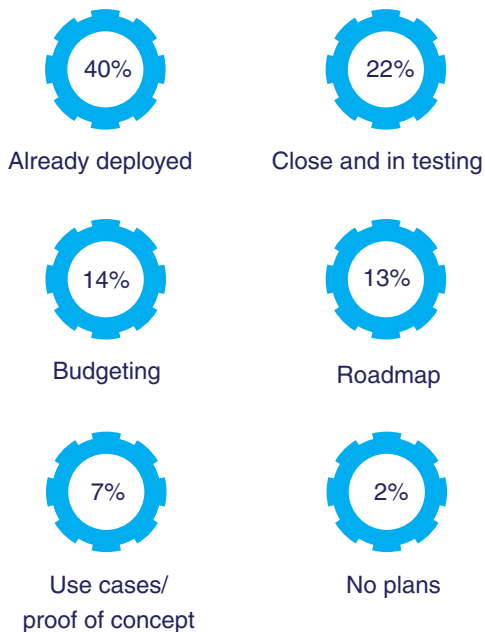 40%
22%
Already deployed
Close and in testing
14%
13%
Budgeting
Roadmap
7%
2%
Use cases/
proof of concept
No plans